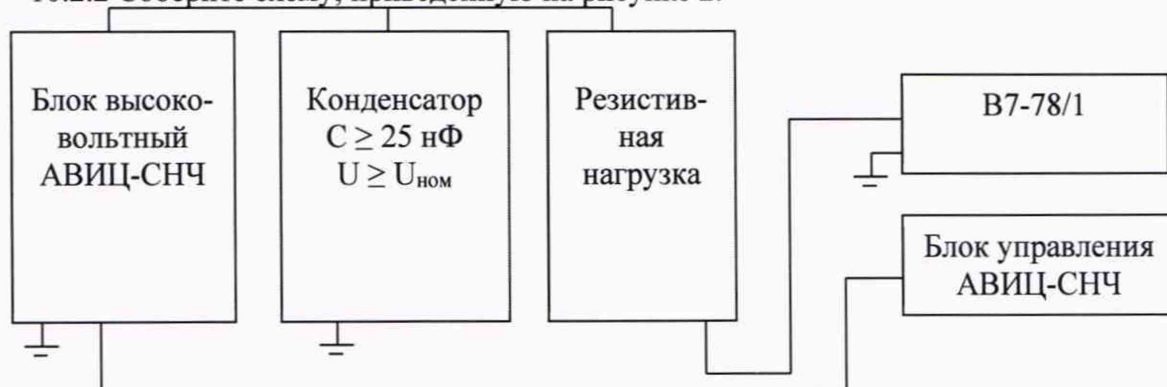 10.2.2 Соберите схему, приведенную на рисунке 2.
Блок высоко-
вольтный
АВИЦ-СНЧ
Конденсатор
C ≥ 25 нФ
U ≥ Uном
Резистив-
ная
нагрузка
В7-78/1
Блок управления
АВИЦ-СНЧ